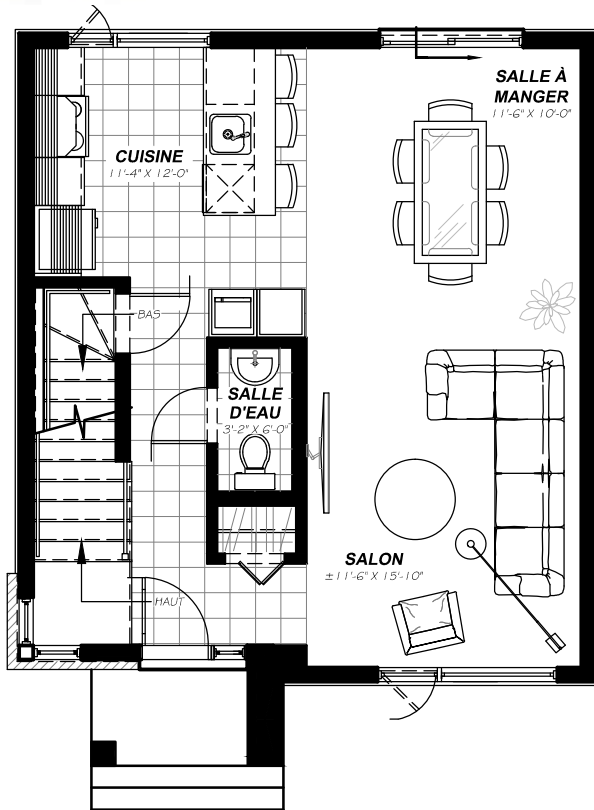 SALLE À
MANGER
11'-6" X 10'-0"
CUISINE
11'-4" X 12'-0"
BAS
SALLE
D'EAU
3'-2" X 6'-0"
SALON
±11'-6" X 15'-10"
HAUT